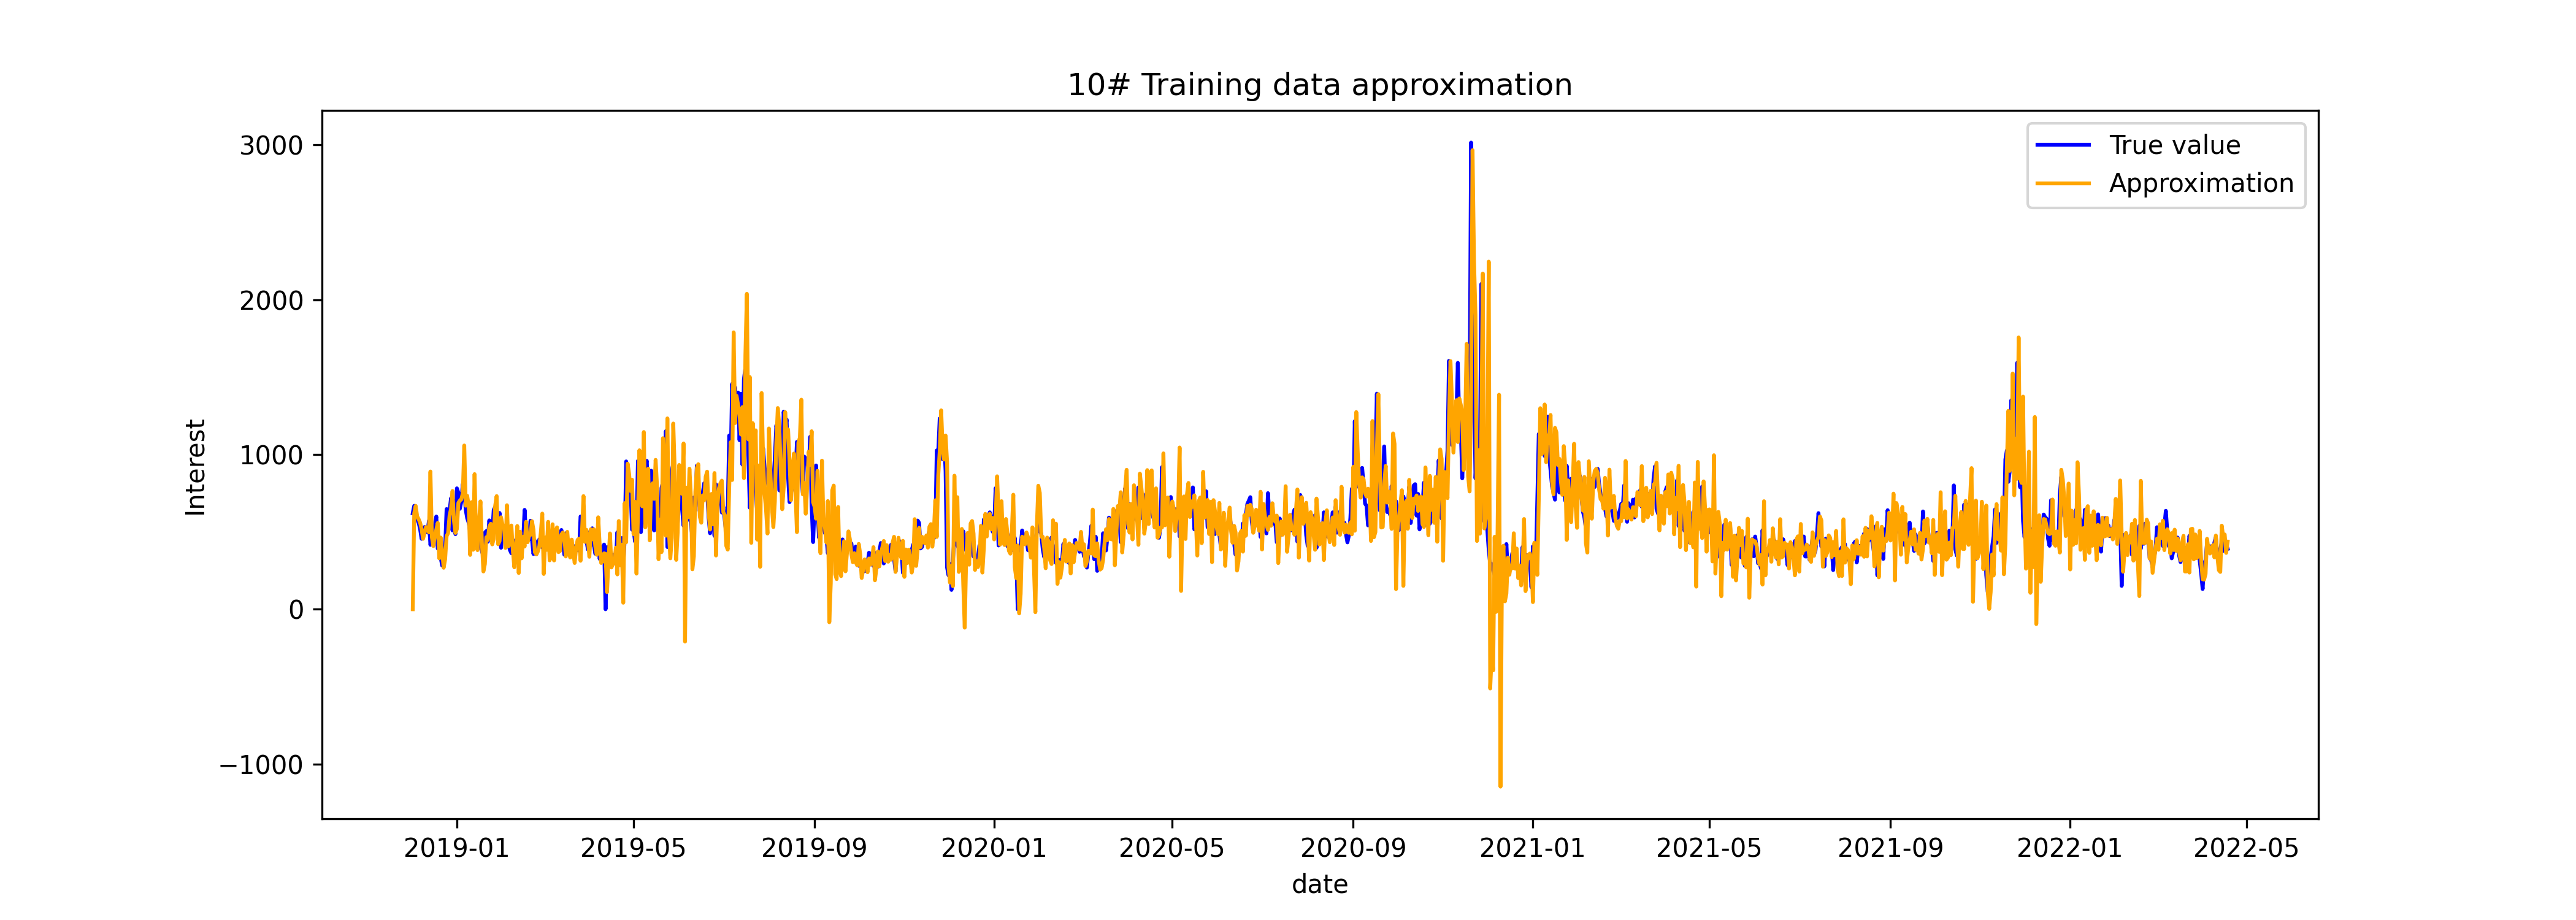 10# Training data approximation
True value
Approximation
Interest
3000
2000
1000
0
−1000
2019-01 2019-05 2019-09 2020-01 2020-05 2020-09 2021-01 2021-05 2021-09 2022-01 2022-05
date